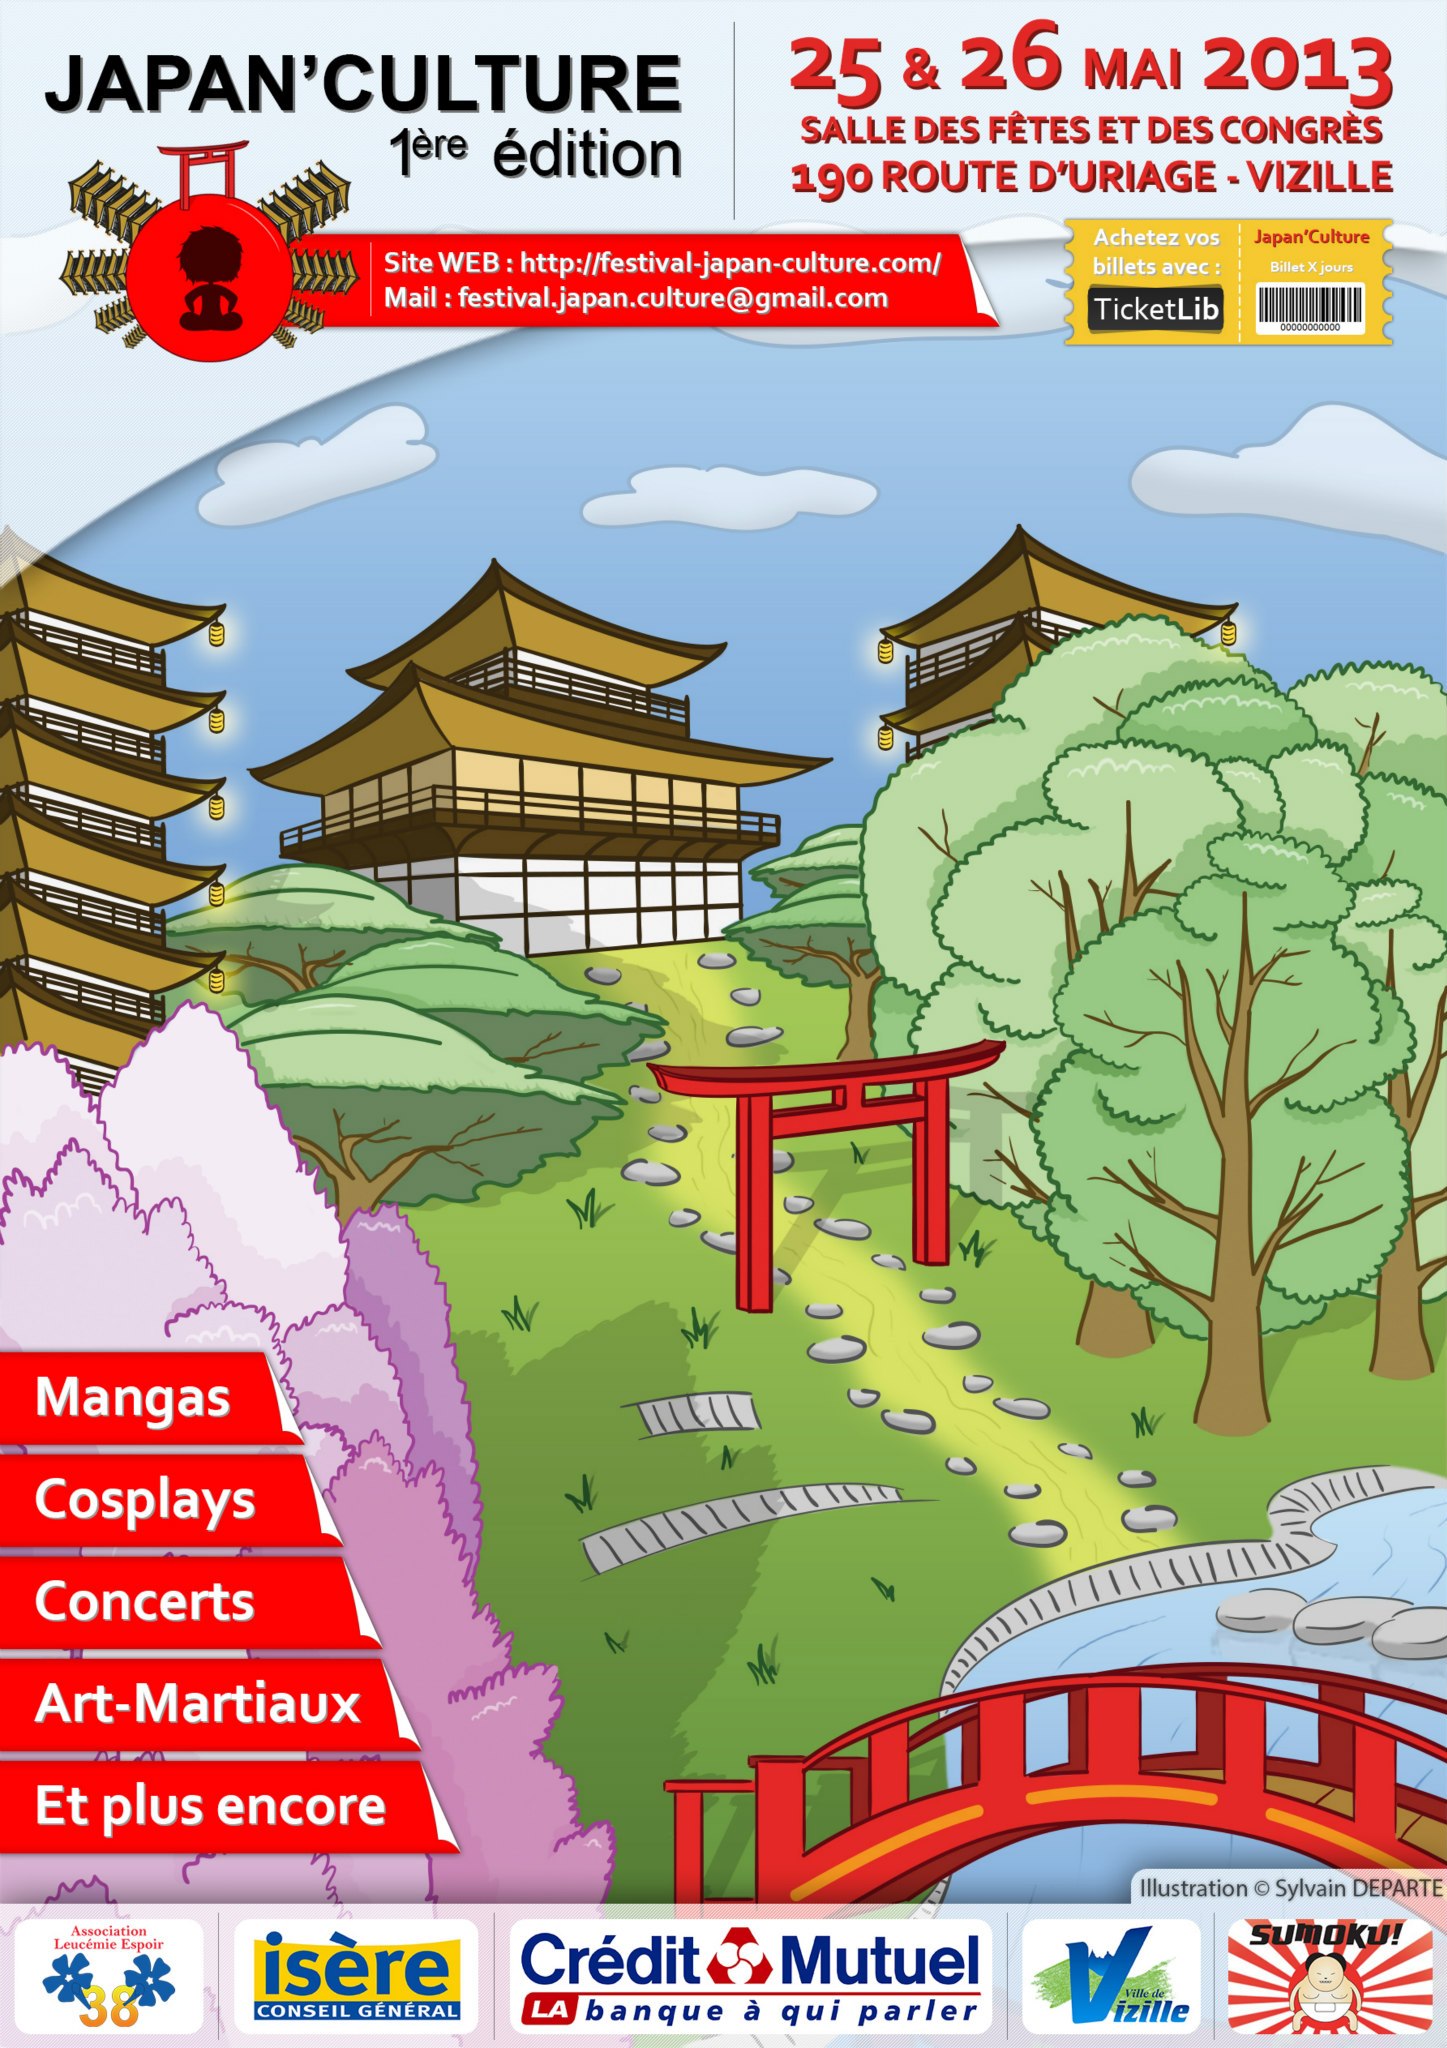 JAPAN'CULTURE
1ère édition
25 & 26 MAI 2013
SALLE DES FÊTES ET DES CONGRÈS
190 ROUTE D'URIAGE - VIZILLE
Site WEB : http://festival-japan-culture.com/
Mail : festival.japan.culture@gmail.com
Achetez vos
billets avec :
TicketLib
Japan'Culture
Billet X jours
00000000000
Mangas
Cosplays
Concerts
Art-Martiaux
Et plus encore
Illustration © Sylvain DEPARTE
Association
Leucémie Espoir
38
isère
CONSEIL GÉNÉRAL
Crédit Mutuel
LA banque à qui parler
Ville de
Vizille
SUMOKU!